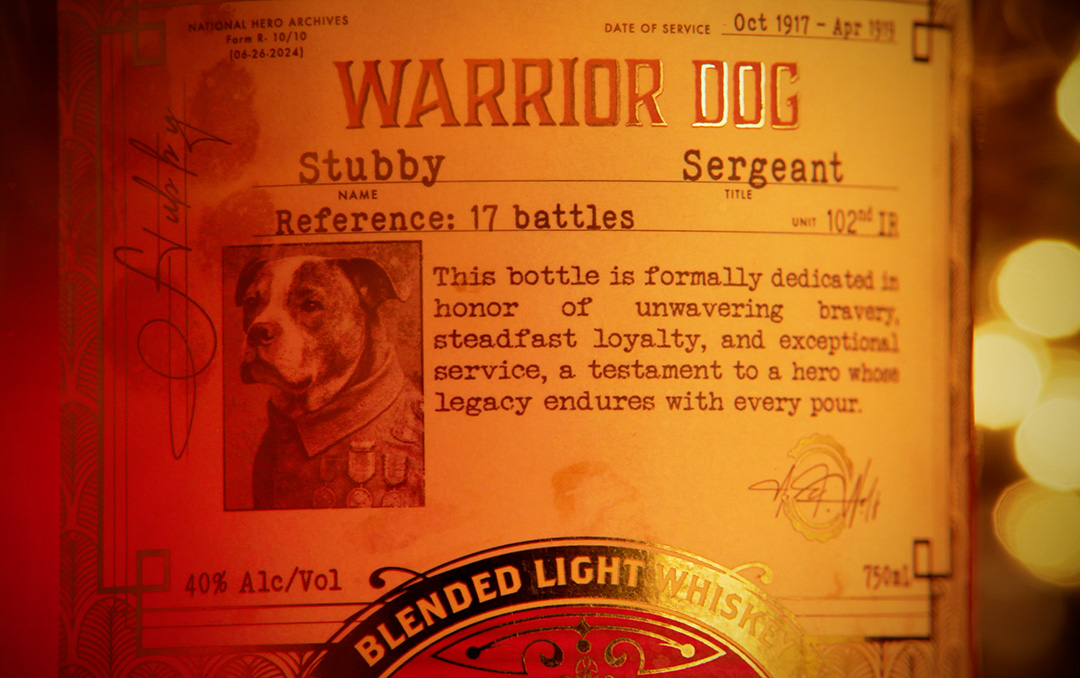 NATIONAL HERO ARCHIVES
Form R- 10/10
(06-26-2024)
DATE OF SERVICE Oct 1917 - Apr 1919
WARRIOR DOG
Stubby Sergeant
NAME TITLE
Reference: 17 battles UNIT 102nd IR
Stubby
This bottle is formally dedicated in
honor of unwavering bravery,
steadfast loyalty, and exceptional
service, a testament to a hero whose
legacy endures with every pour.
40% Alc/Vol 750ml
BLENDED LIGHT WHISKEY